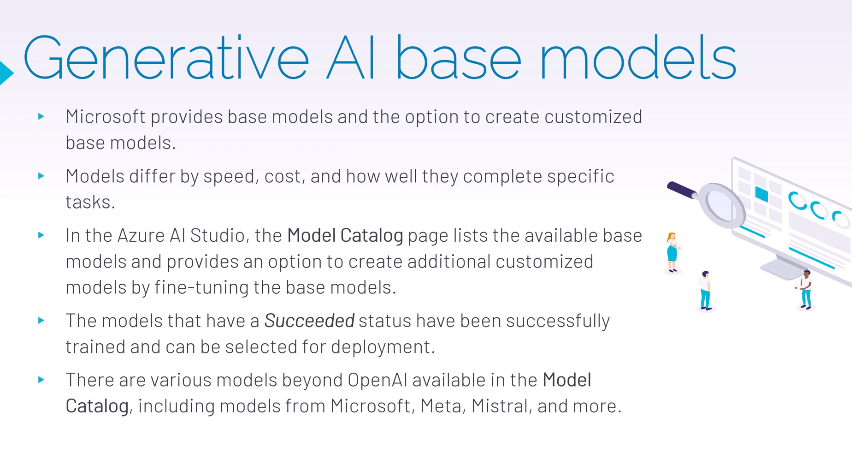 Generative AI base models
Microsoft provides base models and the option to create customized
base models.
Models differ by speed, cost, and how well they complete specific
tasks.
In the Azure AI Studio, the Model Catalog page lists the available base
models and provides an option to create additional customized
models by fine-tuning the base models.
The models that have a Succeeded status have been successfully
trained and can be selected for deployment.
There are various models beyond OpenAI available in the Model
Catalog, including models from Microsoft, Meta, Mistral, and more.